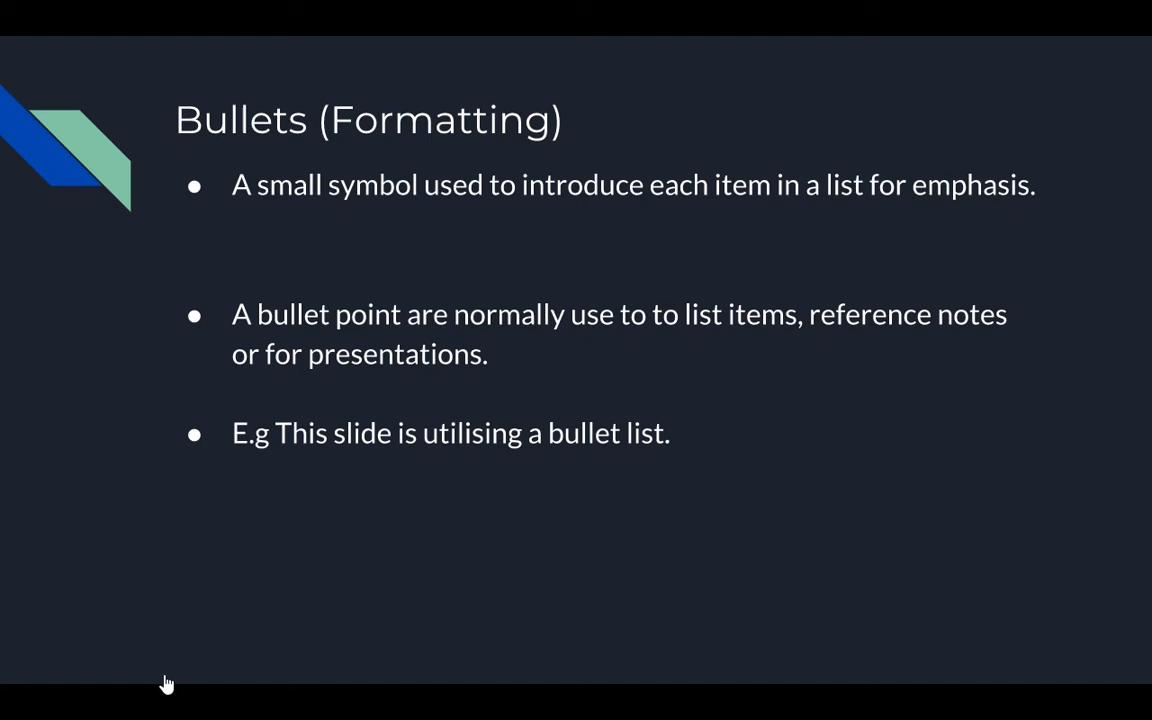 Bullets (Formatting)
● A small symbol used to introduce each item in a list for emphasis.
● A bullet point are normally use to to list items, reference notes
or for presentations.
● E.g This slide is utilising a bullet list.